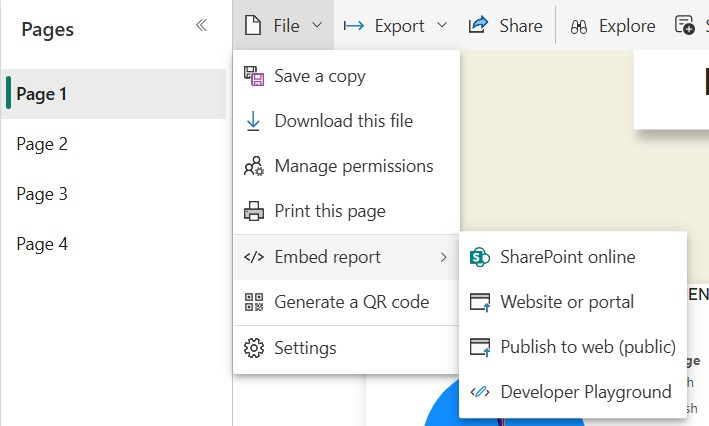 Pages
File
Export
Share
Explore
Page 1
Page 2
Page 3
Page 4
Save a copy
Download this file
Manage permissions
Print this page
Embed report
Generate a QR code
Settings
SharePoint online
Website or portal
Publish to web (public)
Developer Playground